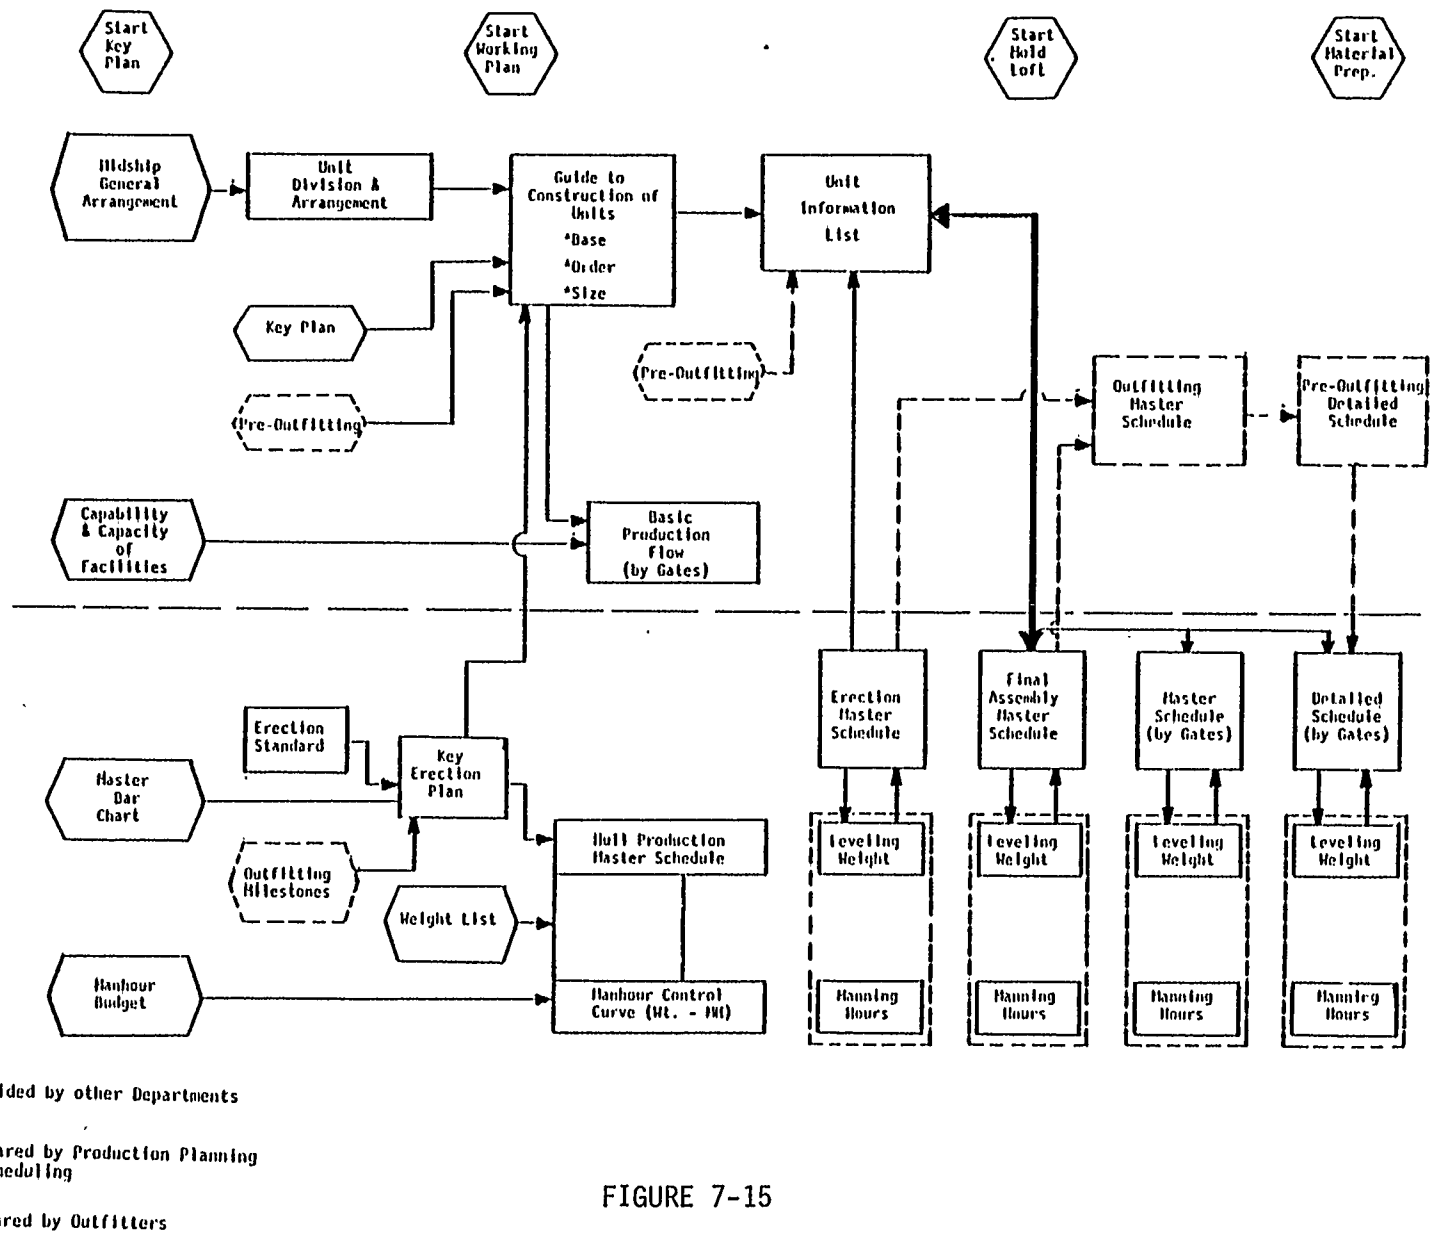 Start
Key
Plan
Start
Working
Plan
Start
Mold
Loft
Start
Material
Prep.
Midship
General
Arrangement
Unit
Division &
Arrangement
Guide to
Construction of
Units
*Base
*Order
*Size
Unit
Information
List
Key Plan
Pre-Outfitting
Pre-Outfitting
Outfitting
Master
Schedule
Pre-Outfitting
Detailed
Schedule
Capability
& Capacity
of
Facilities
Basic
Production
Flow
(by Gates)
Erection
Standard
Key
Erection
Plan
Master
Bar
Chart
Outfitting
Milestones
Weight List
Hull Production
Master Schedule
Manhour
Budget
Manhour Control
Curve (Wt. - MH)
Erection
Master
Schedule
Final
Assembly
Master
Schedule
Master
Schedule
(by Gates)
Detailed
Schedule
(by Gates)
Leveling
Weight
Leveling
Weight
Leveling
Weight
Leveling
Weight
Manning
Hours
Manning
Hours
Manning
Hours
Manning
Hours
ided by other Departments
ared by Production Planning
heduling
ared by Outfitters
FIGURE 7-15